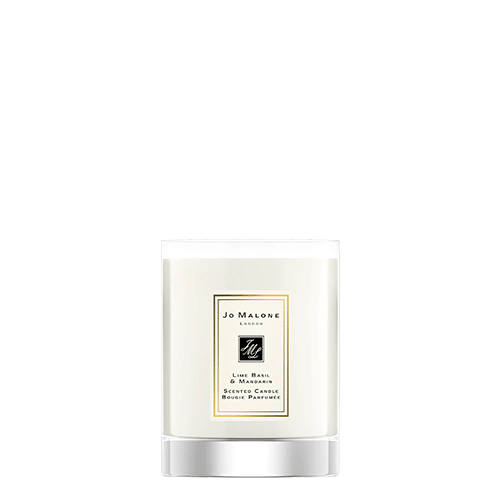 Jo Malone
London
Lime Basil
& Mandarin
Scented Candle
Bougie Parfumée